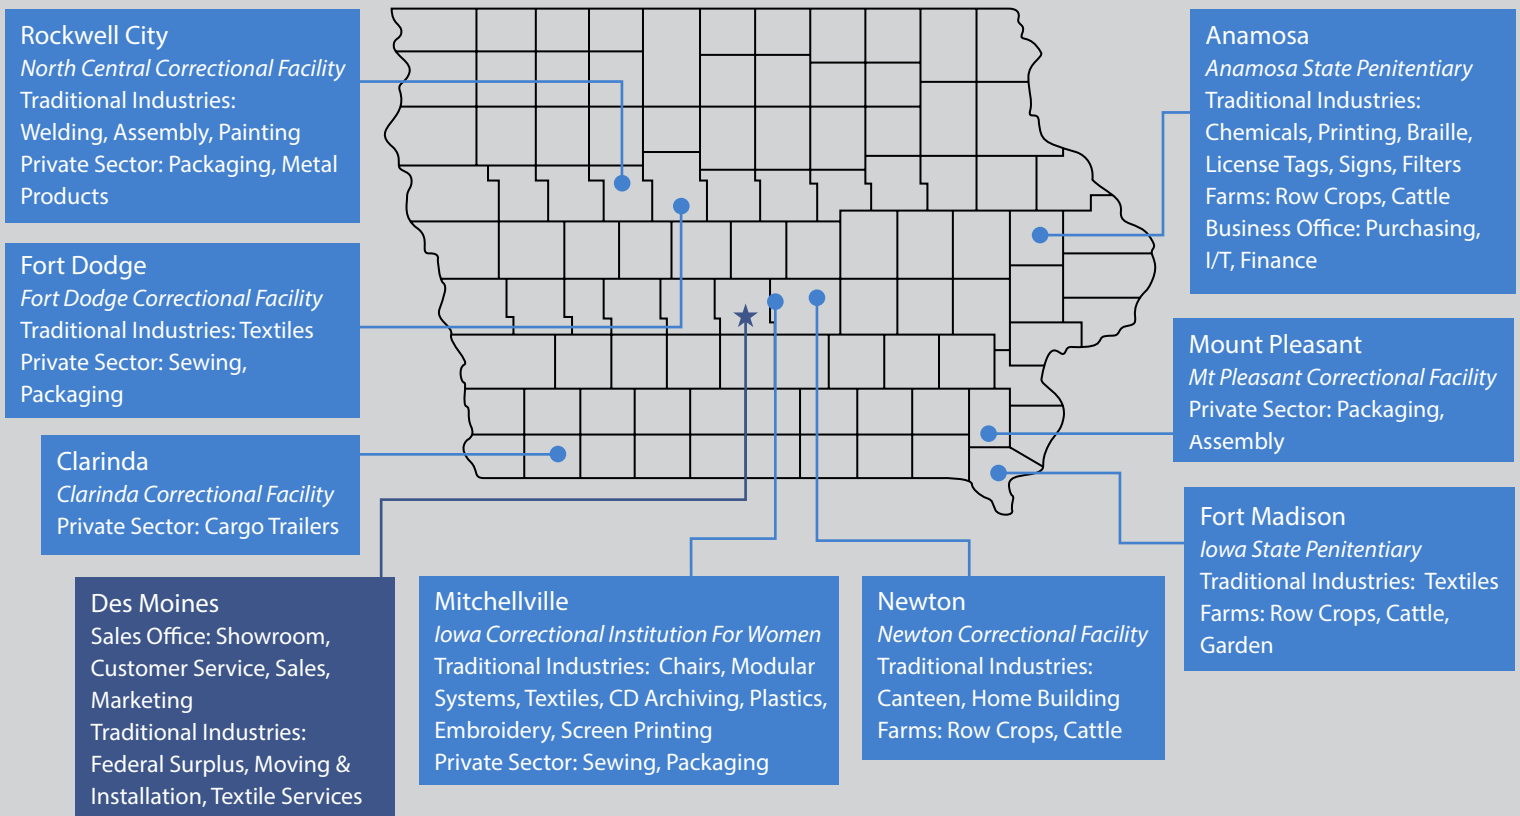 Rockwell City
North Central Correctional Facility
Traditional Industries:
Welding, Assembly, Painting
Private Sector: Packaging, Metal
Products
Fort Dodge
Fort Dodge Correctional Facility
Traditional Industries: Textiles
Private Sector: Sewing,
Packaging
Clarinda
Clarinda Correctional Facility
Private Sector: Cargo Trailers
Des Moines
Sales Office: Showroom,
Customer Service, Sales,
Marketing
Traditional Industries:
Federal Surplus, Moving &
Installation, Textile Services
Mitchellville
Iowa Correctional Institution For Women
Traditional Industries: Chairs, Modular
Systems, Textiles, CD Archiving, Plastics,
Embroidery, Screen Printing
Private Sector: Sewing, Packaging
Newton
Newton Correctional Facility
Traditional Industries:
Canteen, Home Building
Farms: Row Crops, Cattle
Anamosa
Anamosa State Penitentiary
Traditional Industries:
Chemicals, Printing, Braille,
License Tags, Signs, Filters
Farms: Row Crops, Cattle
Business Office: Purchasing,
I/T, Finance
Mount Pleasant
Mt Pleasant Correctional Facility
Private Sector: Packaging,
Assembly
Fort Madison
Iowa State Penitentiary
Traditional Industries: Textiles
Farms: Row Crops, Cattle,
Garden